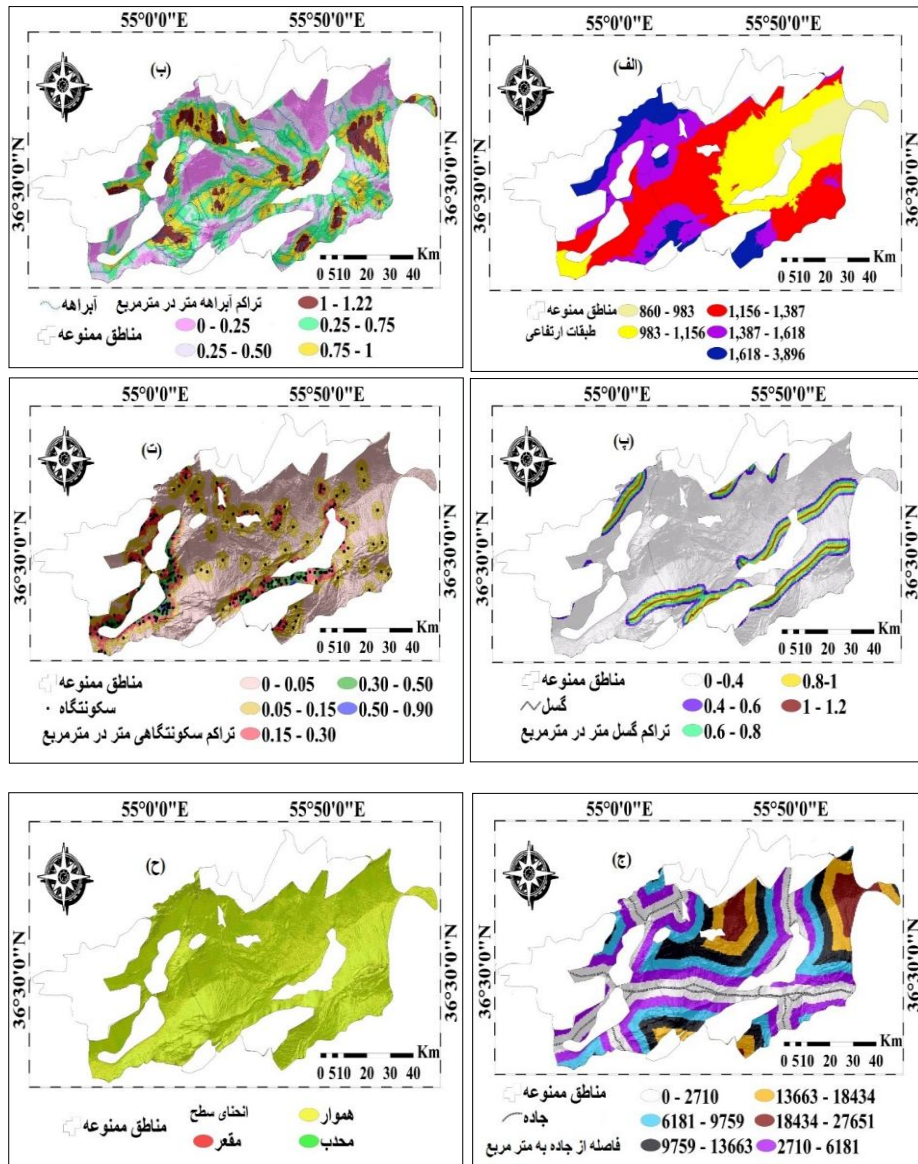 55°0'0"E 55°50'0"E
(ب)
36°30'0"N 36°30'0"N
Km
0 5 10 20 30 40
آبراهه
تراکم آبراهه متر در مترمربع
مناطق ممنوعه
1 - 1.22
0 - 0.25
0.25 - 0.75
0.25 - 0.50
0.75 - 1
55°0'0"E 55°50'0"E
(الف)
36°30'0"N 36°30'0"N
Km
0 5 10 20 30 40
مناطق ممنوعه
طبقات ارتفاعی
860 - 983
1,156 - 1,387
983 - 1,156
1,387 - 1,618
1,618 - 3,896
55°0'0"E 55°50'0"E
(ت)
36°30'0"N 36°30'0"N
Km
0 5 10 20 30 40
مناطق ممنوعه
سکونتگاه
تراکم سکونتگاهی متر در مترمربع
0 - 0.05
0.30 - 0.50
0.05 - 0.15
0.50 - 0.90
0.15 - 0.30
55°0'0"E 55°50'0"E
(پ)
36°30'0"N 36°30'0"N
Km
0 5 10 20 30 40
مناطق ممنوعه
گسل
تراکم گسل متر در مترمربع
0 -0.4
0.8-1
0.4 - 0.6
1 - 1.2
0.6 - 0.8
55°0'0"E 55°50'0"E
(ح)
36°30'0"N 36°30'0"N
Km
0 5 10 20 30 40
مناطق ممنوعه
انحنای سطح
هموار
مقعر
محدب
55°0'0"E 55°50'0"E
(ج)
36°30'0"N 36°30'0"N
Km
0 5 10 20 30 40
مناطق ممنوعه
جاده
فاصله از جاده به متر مربع
0 - 2710
13663 - 18434
6181 - 9759
18434 - 27651
9759 - 13663
2710 - 6181